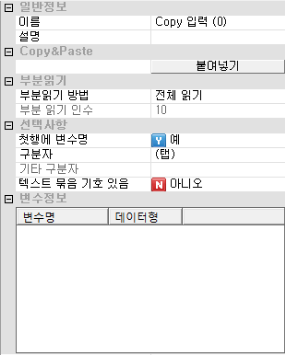 일반정보
이름 Copy 입력 (0)
설명
Copy&Paste
붙여넣기
부분읽기
부분읽기 방법 전체 읽기
부분 읽기 인수 10
선택사항
첫행에 변수명 Y 예
구분자 (탭)
기타 구분자
텍스트 묶음 기호 있음 N 아니오
변수정보
변수명 데이터형